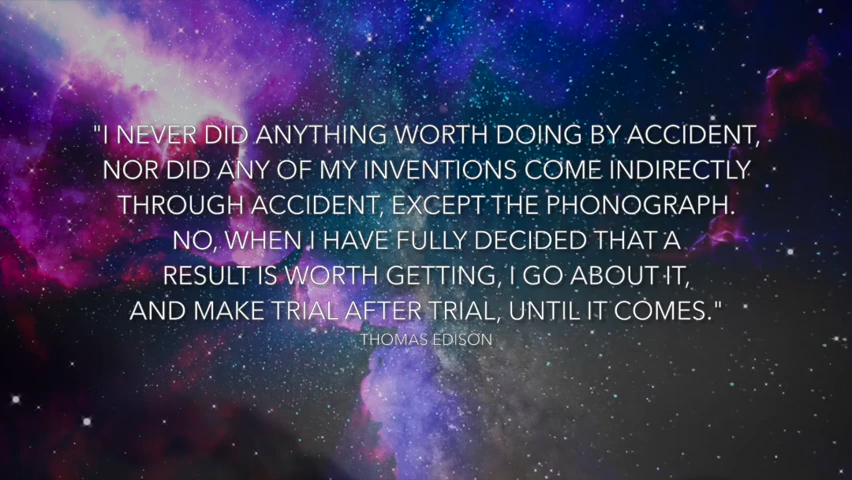 "I NEVER DID ANYTHING WORTH DOING BY ACCIDENT,
NOR DID ANY OF MY INVENTIONS COME INDIRECTLY
THROUGH ACCIDENT, EXCEPT THE PHONOGRAPH.
NO, WHEN I HAVE FULLY DECIDED THAT A
RESULT IS WORTH GETTING, I GO ABOUT IT,
AND MAKE TRIAL AFTER TRIAL, UNTIL IT COMES."
THOMAS EDISON